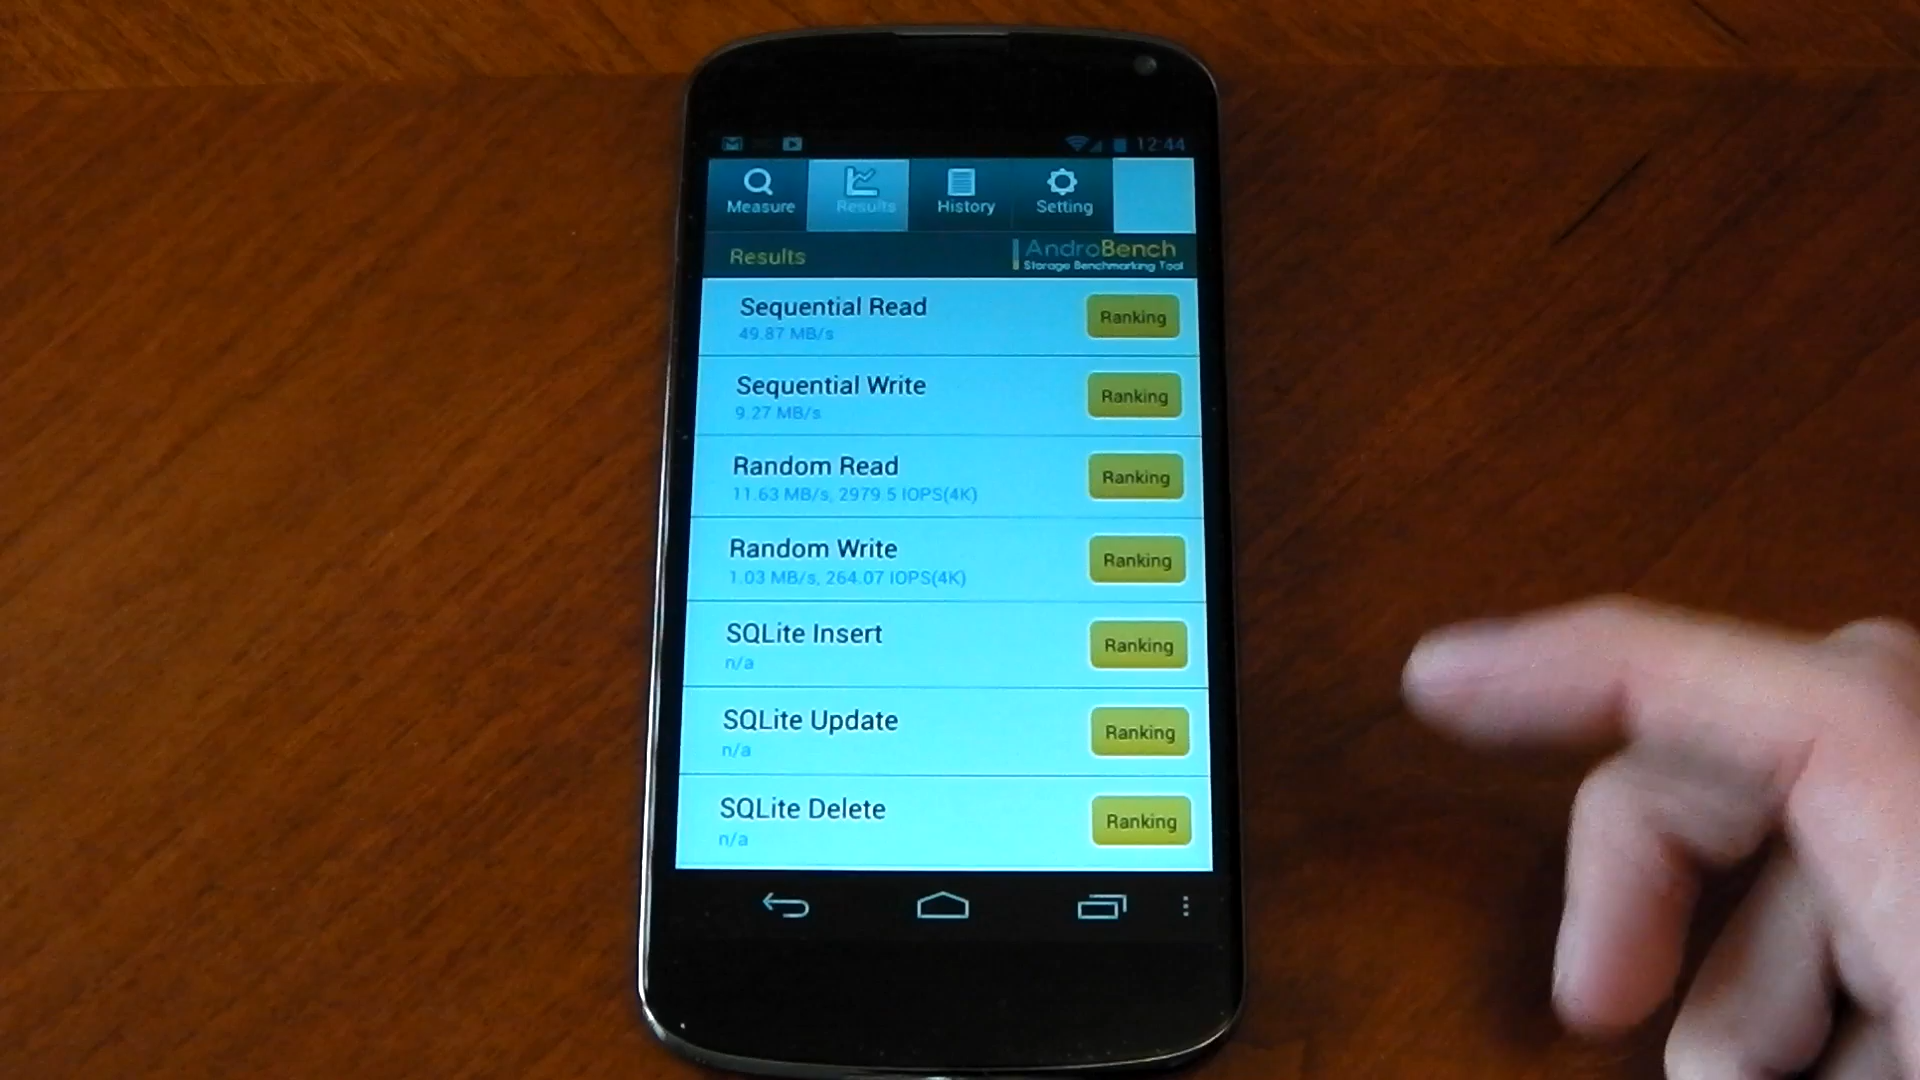 12:44
Measure Results History Setting
Results
AndroBench
Storage Benchmarking Tool
Sequential Read
49.87 MB/s
Ranking
Sequential Write
9.27 MB/s
Ranking
Random Read
11.63 MB/s, 2979.5 IOPS(4K)
Ranking
Random Write
1.03 MB/s, 264.07 IOPS(4K)
Ranking
SQLite Insert
n/a
Ranking
SQLite Update
n/a
Ranking
SQLite Delete
n/a
Ranking